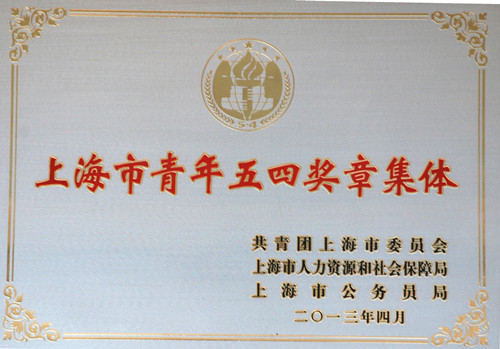 5·4
上海市青年五四奖章集体
共青团上海市委员会
上海市人力资源和社会保障局
上海市公务员局
二〇一三年四月